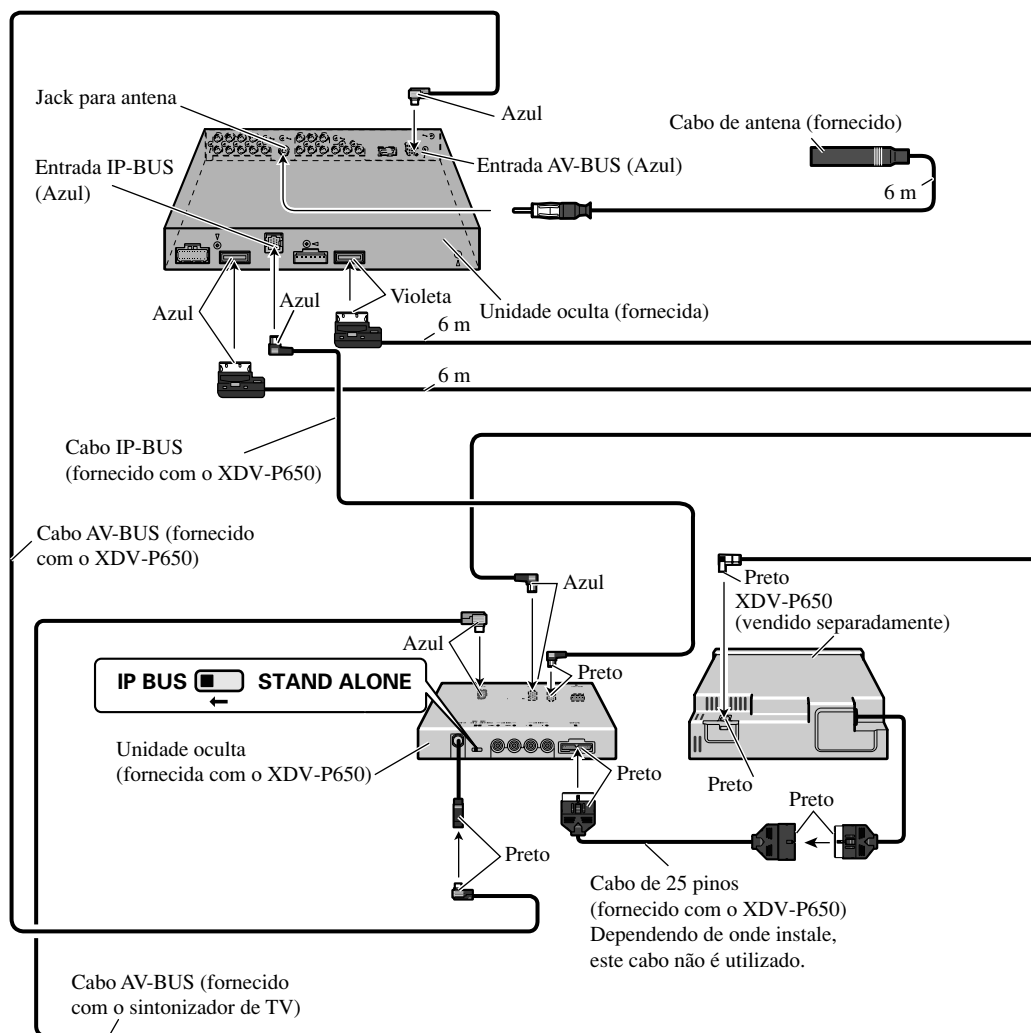 Azul
Jack para antena
Cabo de antena (fornecido)
Entrada IP-BUS
(Azul)
Entrada AV-BUS (Azul)
6 m
Azul
Azul
Violeta
Unidade oculta (fornecida)
6 m
6 m
Cabo IP-BUS
(fornecido com o XDV-P650)
Cabo AV-BUS (fornecido
com o XDV-P650)
Azul
Preto
XDV-P650
(vendido separadamente)
Azul
Preto
IP BUS STAND ALONE
←
Unidade oculta
(fornecida com o XDV-P650)
Preto
Preto
Preto
Preto
Cabo de 25 pinos
(fornecido com o XDV-P650)
Dependendo de onde instale,
este cabo não é utilizado.
Cabo AV-BUS (fornecido
com o sintonizador de TV)